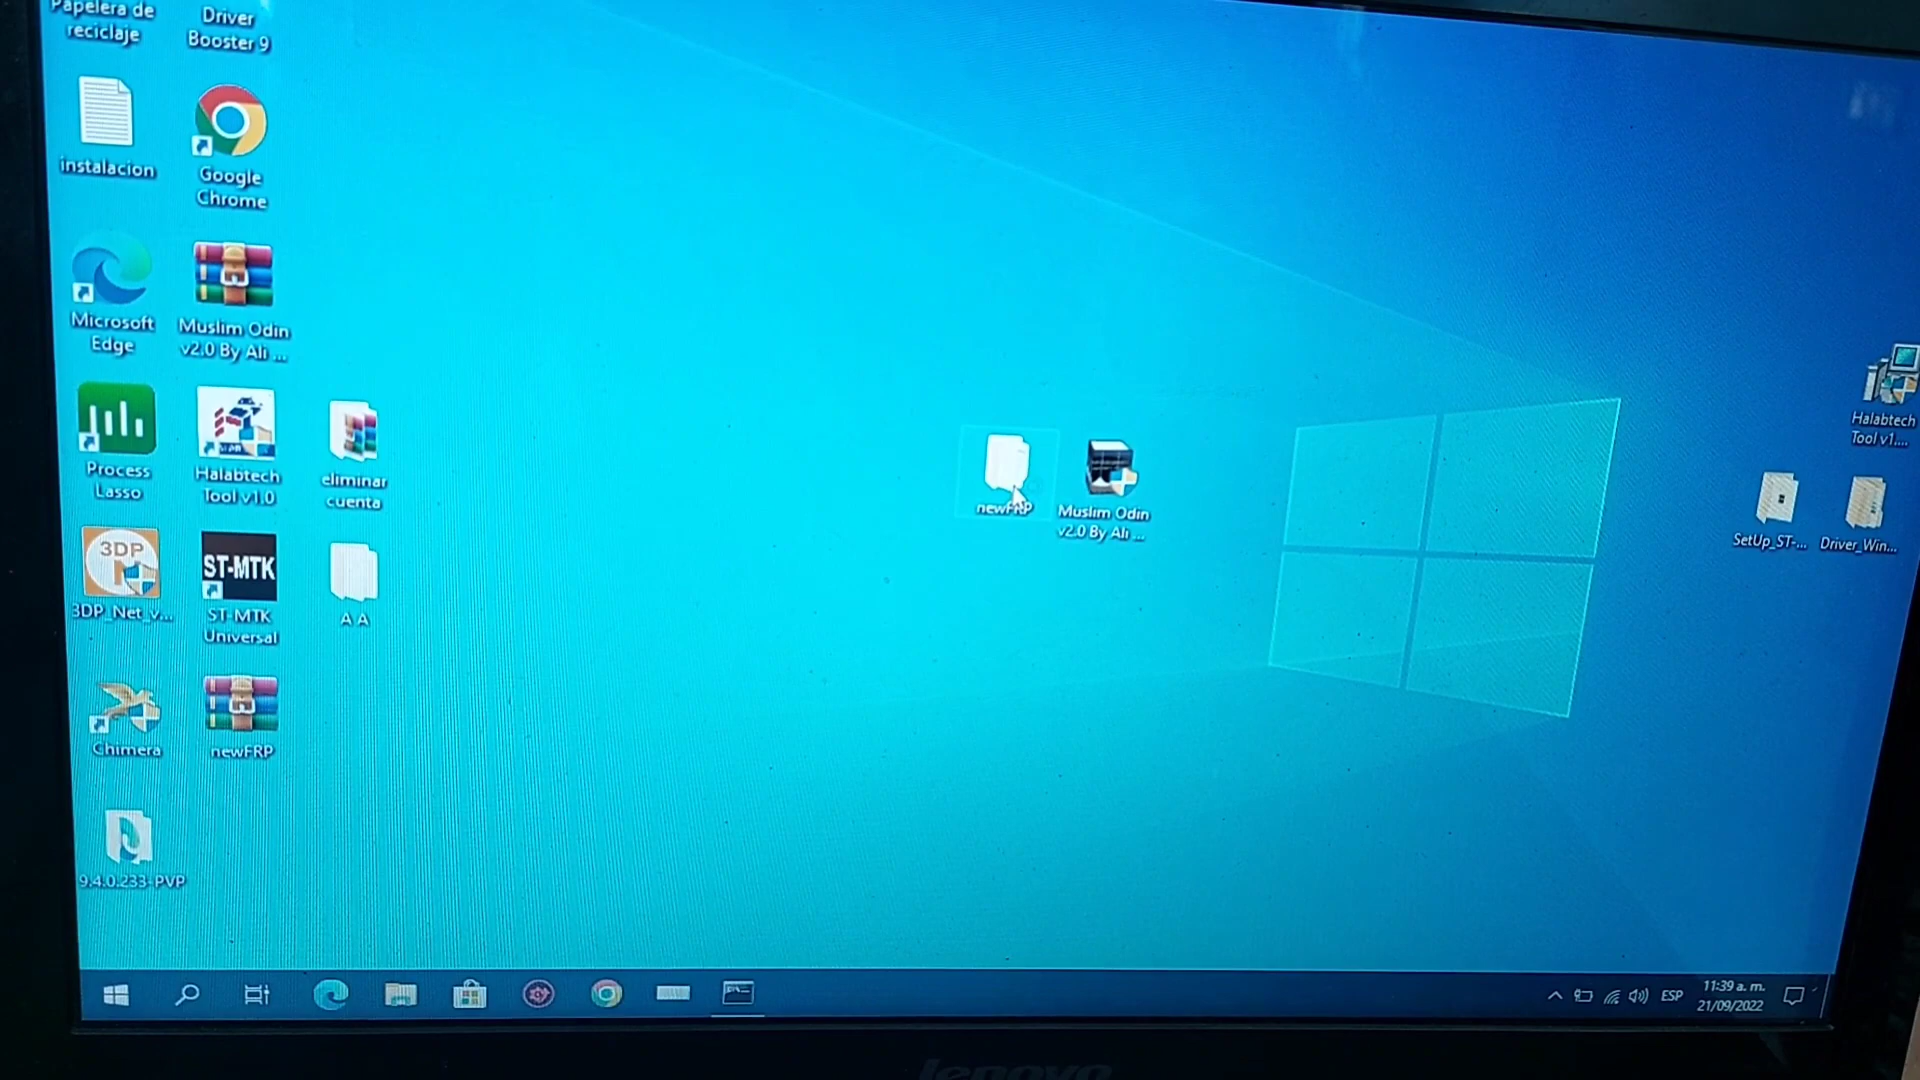 Papelera de
reciclaje
Driver
Booster 9
instalacion
Google
Chrome
Microsoft
Edge
Muslim Odin
v2.0 By Ali ...
Process
Lasso
Halabtech
Tool v1.0
eliminar
cuenta
3DP
3DP_Net_v...
ST-MTK
ST-MTK
Universal
A A
Chimera
newFRP
9.4.0.233-PVP
newFRP
Muslim Odin
v2.0 By Ali ...
Halabtech
Tool v1....
SetUp_ST-...
Driver_Win...
ESP
11:39 a. m.
21/09/2022
lenovo